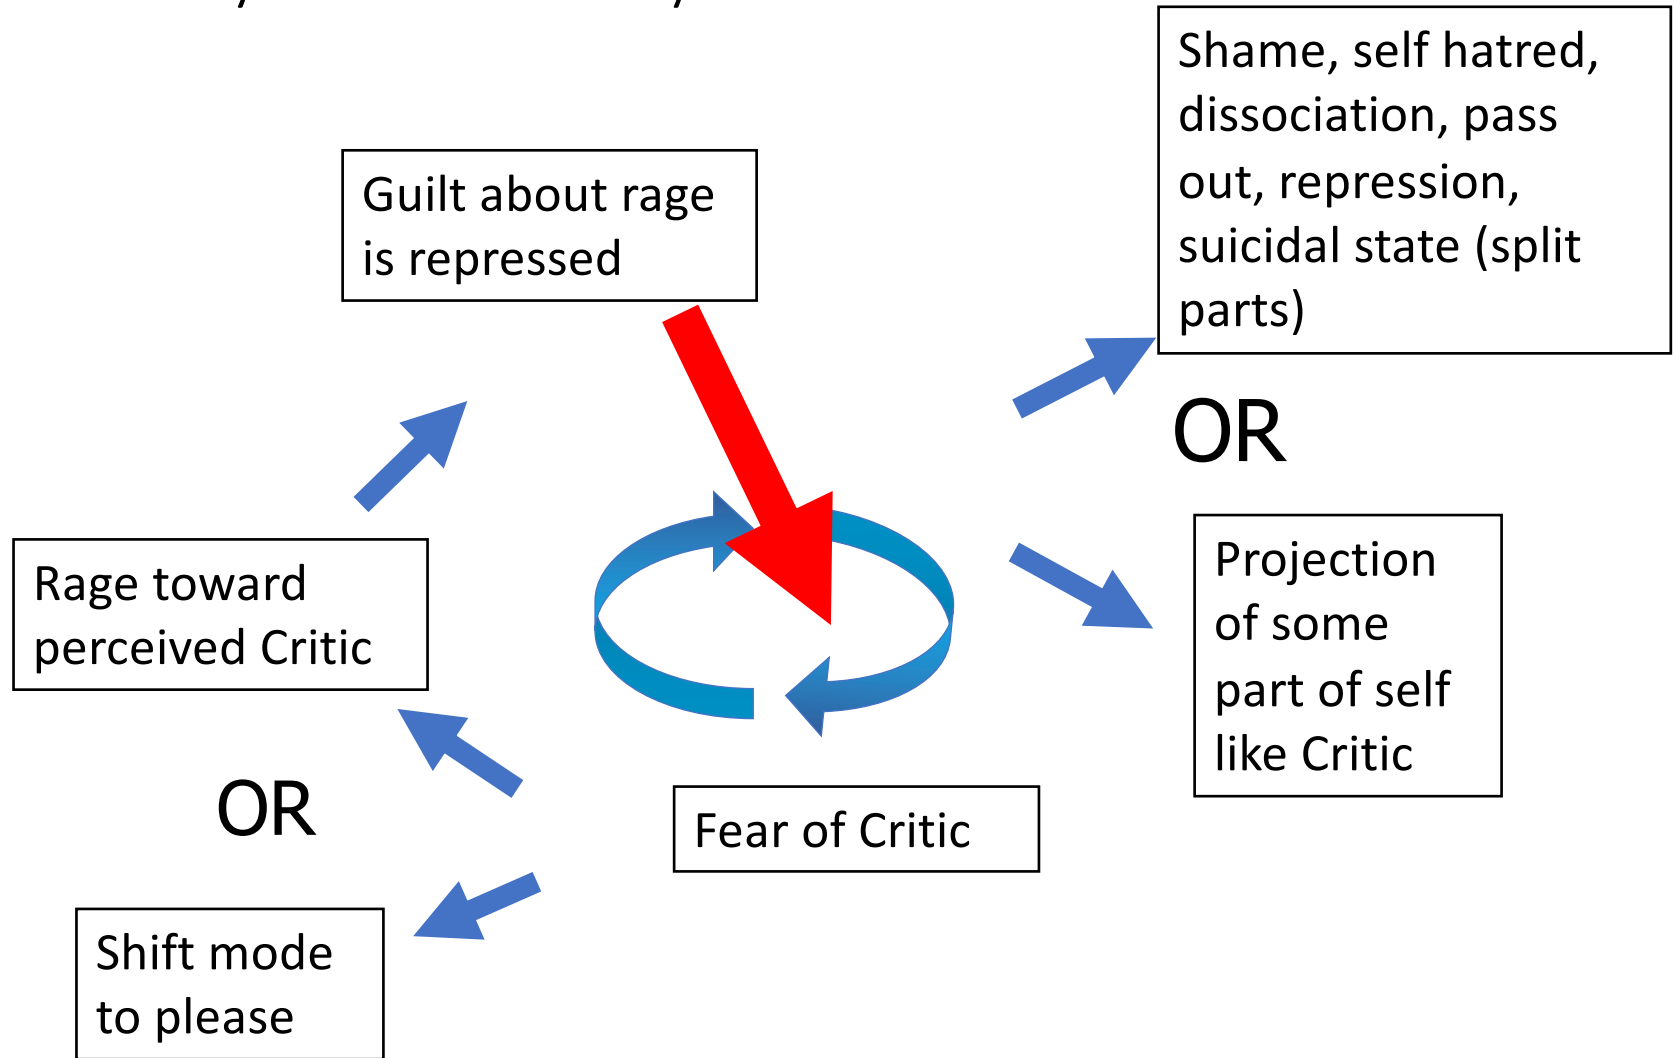 Shame, self hatred,
dissociation, pass
out, repression,
suicidal state (split
parts)
Guilt about rage
is repressed
OR
Projection
of some
part of self
like Critic
Rage toward
perceived Critic
OR
Fear of Critic
Shift mode
to please